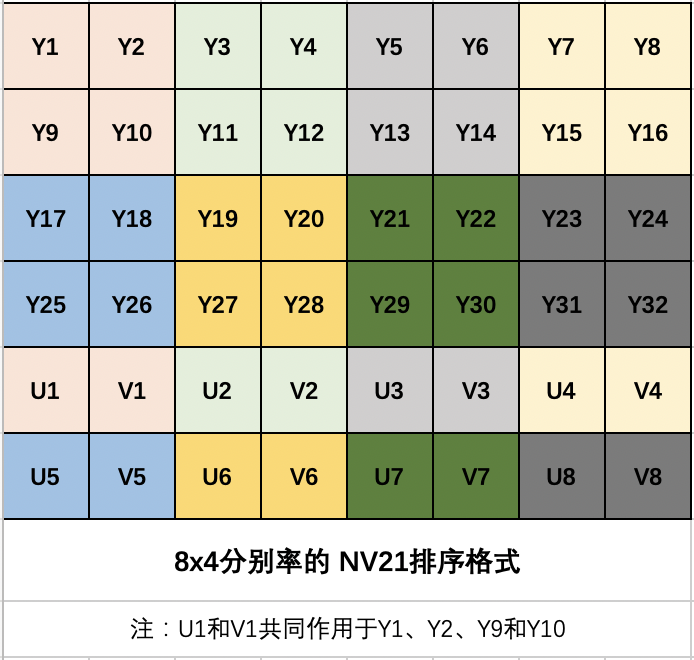 Y1 Y2 Y3 Y4 Y5 Y6 Y7 Y8
Y9 Y10 Y11 Y12 Y13 Y14 Y15 Y16
Y17 Y18 Y19 Y20 Y21 Y22 Y23 Y24
Y25 Y26 Y27 Y28 Y29 Y30 Y31 Y32
U1 V1 U2 V2 U3 V3 U4 V4
U5 V5 U6 V6 U7 V7 U8 V8
8x4分别率的 NV21排序格式
注：U1和V1共同作用于Y1、Y2、Y9和Y10